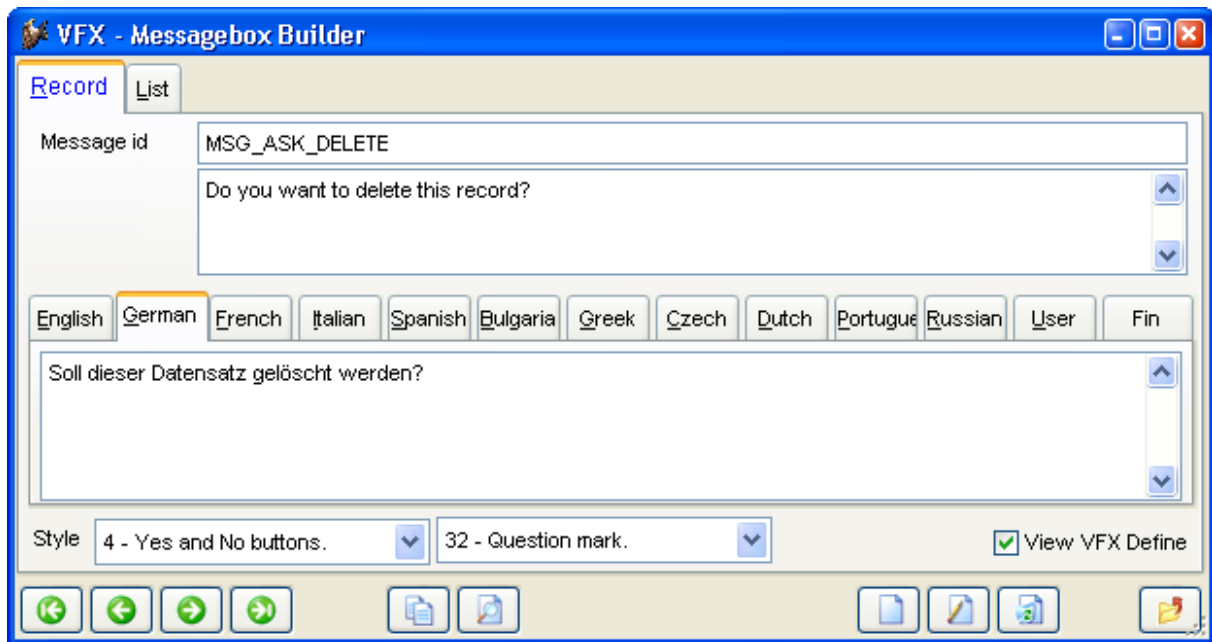 VFX - Messagebox Builder
Record List
Message id MSG_ASK_DELETE
Do you want to delete this record?
English German French Italian Spanish Bulgaria Greek Czech Dutch Portugue Russian User Fin
Soll dieser Datensatz gelöscht werden?
Style 4 - Yes and No buttons. 32 - Question mark. View VFX Define